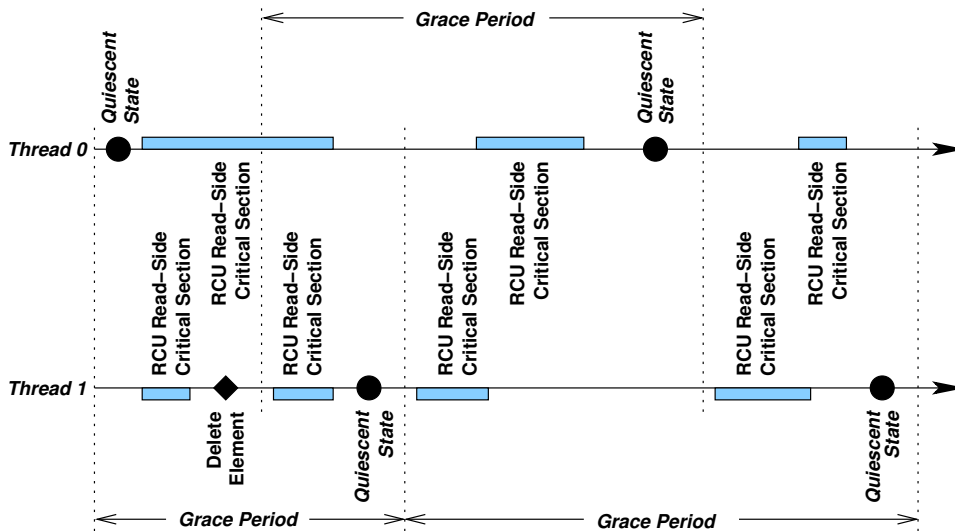 Grace Period
Quiescent
State
Quiescent
State
Thread 0
RCU Read–Side
Critical Section
RCU Read–Side
Critical Section
RCU Read–Side
Critical Section
RCU Read–Side
Critical Section
RCU Read–Side
Critical Section
RCU Read–Side
Critical Section
RCU Read–Side
Critical Section
Thread 1
Delete
Element
Quiescent
State
Quiescent
State
Grace Period
Grace Period